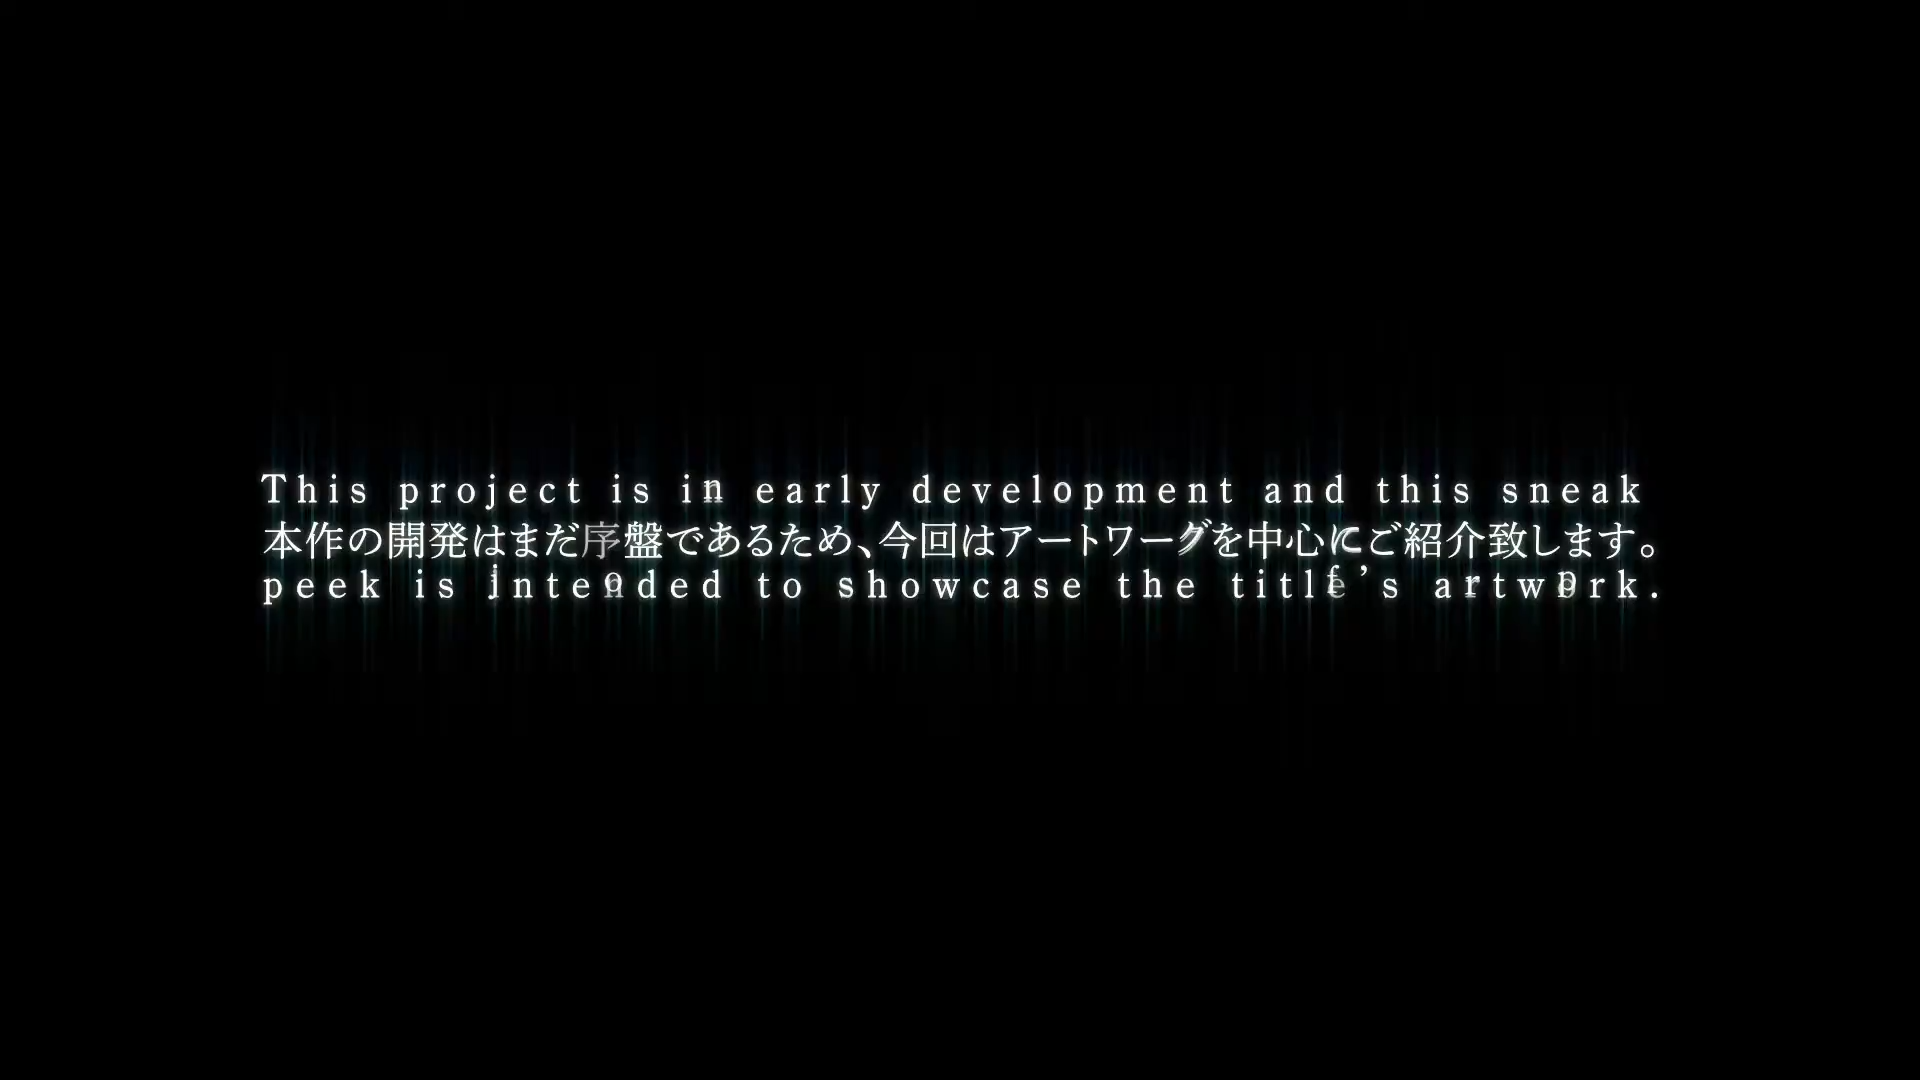 This project is in early development and this sneak
本作の開発はまだ序盤であるため、今回はアートワークを中心にご紹介致します。
peek is intended to showcase the title’s artwork.